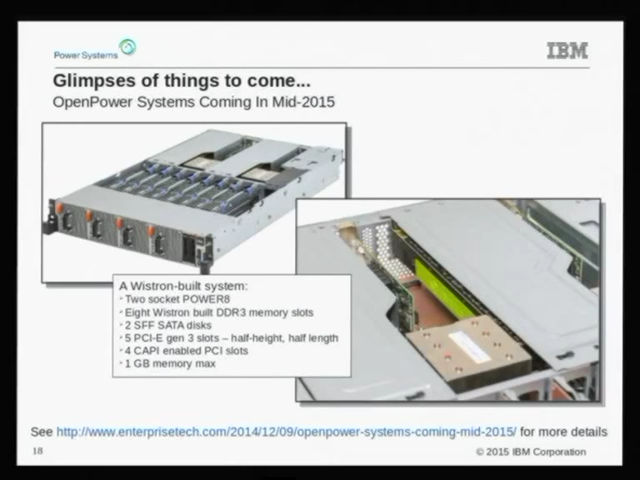 Power Systems
IBM
Glimpses of things to come...
OpenPower Systems Coming In Mid-2015
A Wistron-built system:
Two socket POWER8
Eight Wistron built DDR3 memory slots
2 SFF SATA disks
5 PCI-E gen 3 slots – half-height, half length
4 CAPI enabled PCI slots
1 GB memory max
See http://www.enterprisetech.com/2014/12/09/openpower-systems-coming-mid-2015/ for more details
18
© 2015 IBM Corporation